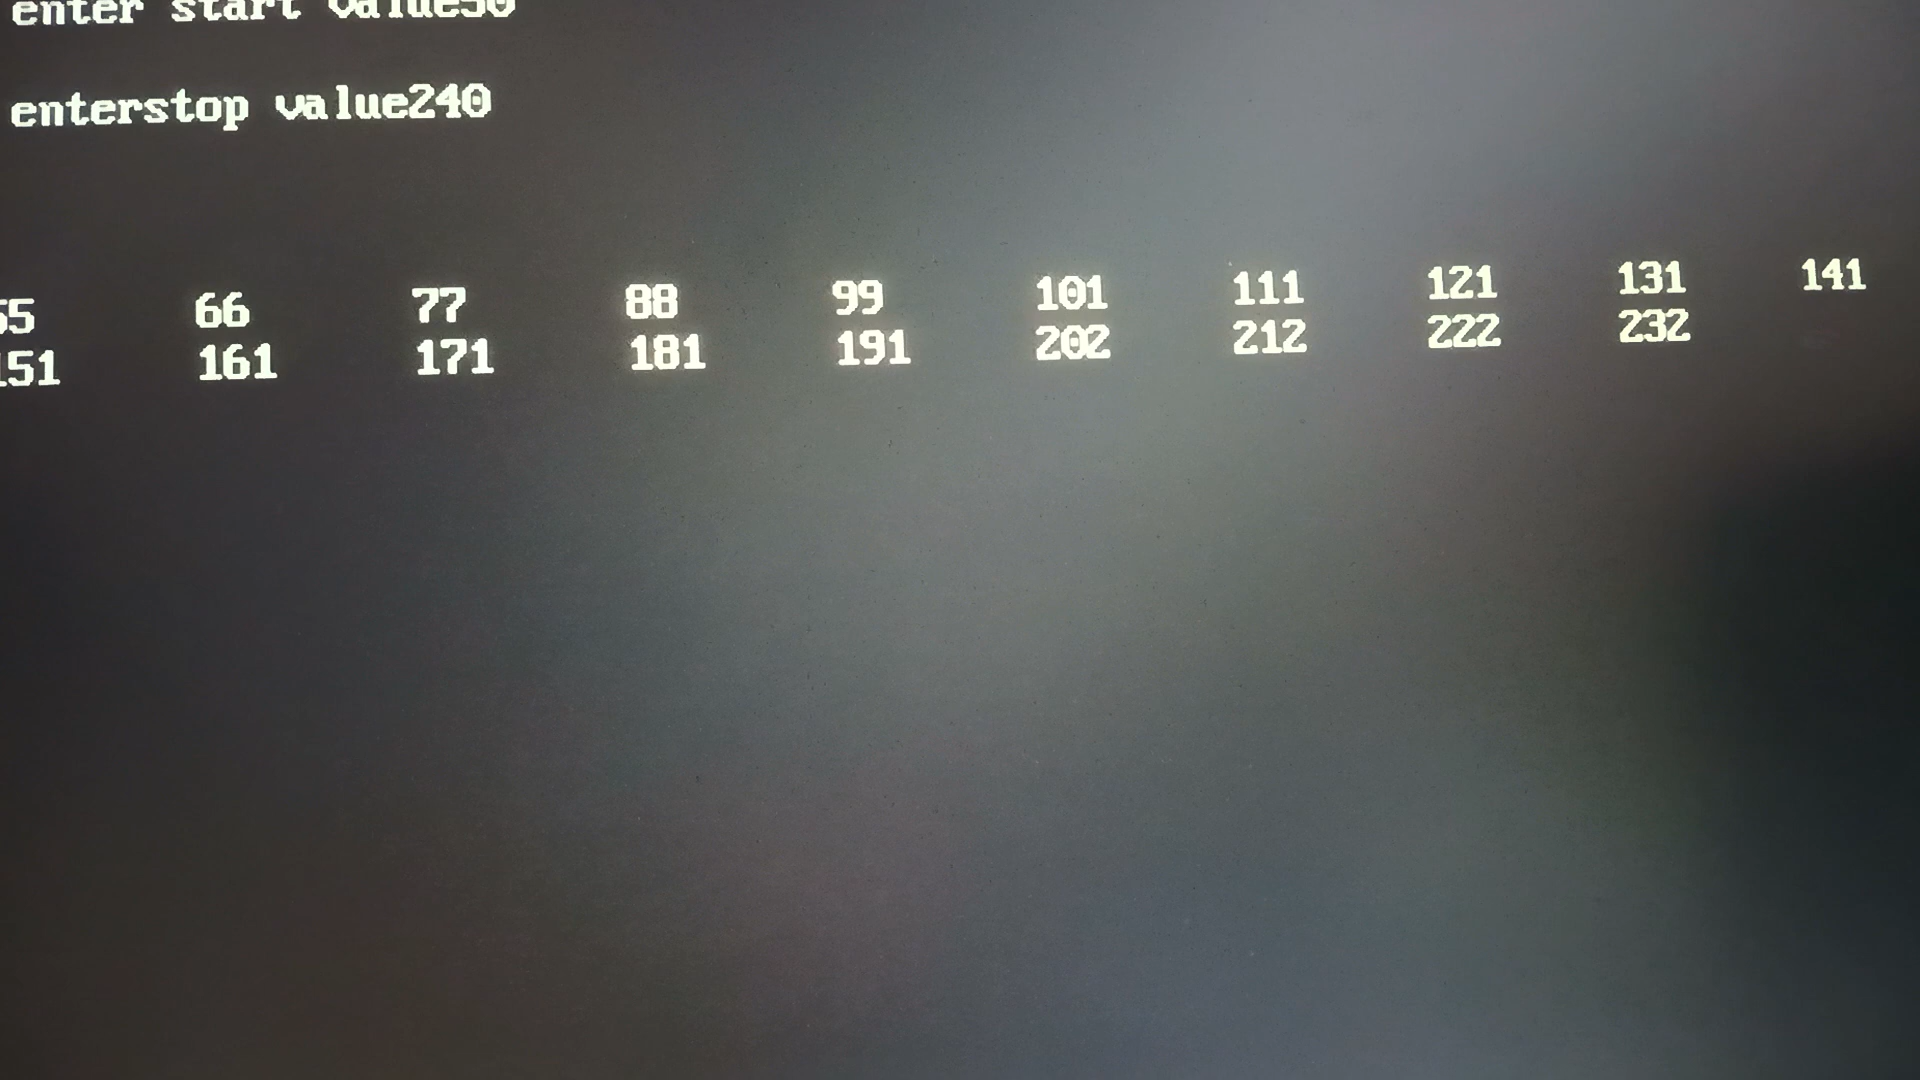 enter start value50
enterstop value240
55 66 77 88 99 101 111 121 131 141
151 161 171 181 191 202 212 222 232